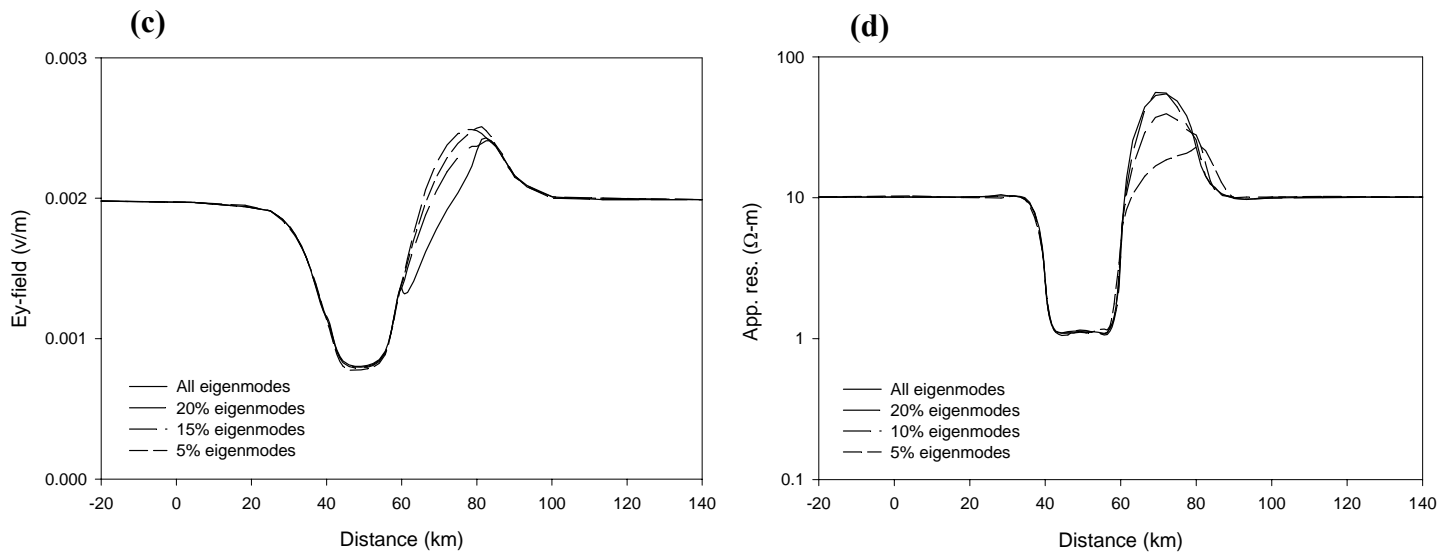 (c)
0.003
0.002
0.001
0.000
Ey-field (v/m)
All eigenmodes
20% eigenmodes
15% eigenmodes
5% eigenmodes
-20 0 20 40 60 80 100 120 140
Distance (km)
(d)
100
10
1
0.1
App. res. (Ω-m)
All eigenmodes
20% eigenmodes
10% eigenmodes
5% eigenmodes
-20 0 20 40 60 80 100 120 140
Distance (km)